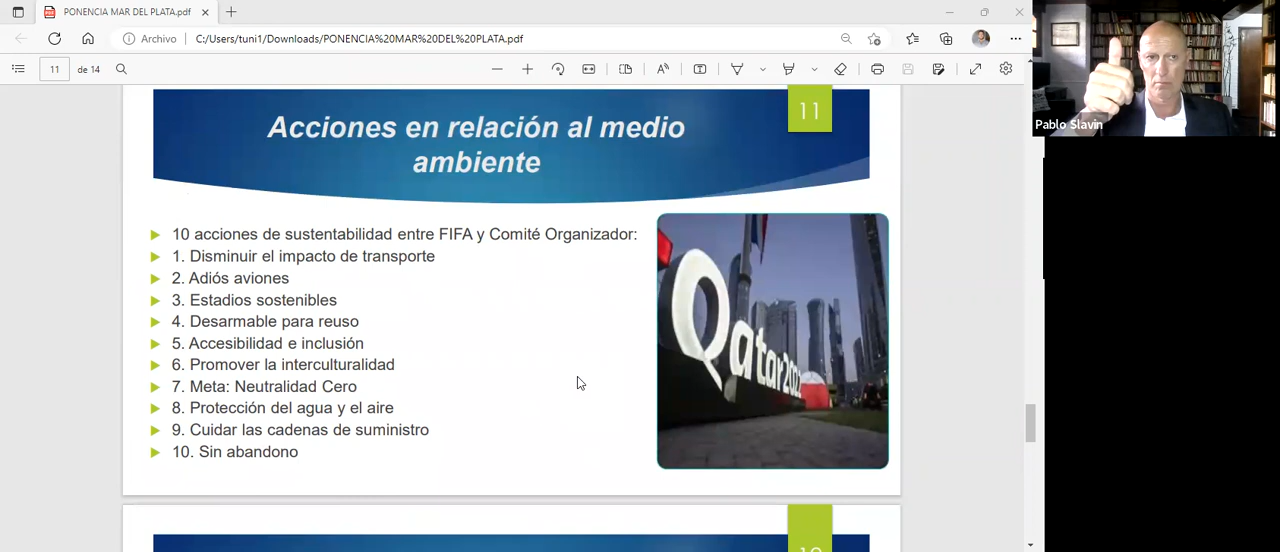 PONENCIA MAR DEL PLATA.pdf
Archivo
C:/Users/tuni1/Downloads/PONENCIA%20MAR%20DEL%20PLATA.pdf
11 de 14
11
Acciones en relación al medio
ambiente
10 acciones de sustentabilidad entre FIFA y Comité Organizador:
1. Disminuir el impacto de transporte
2. Adiós aviones
3. Estadios sostenibles
4. Desarmable para reuso
5. Accesibilidad e inclusión
6. Promover la interculturalidad
7. Meta: Neutralidad Cero
8. Protección del agua y el aire
9. Cuidar las cadenas de suministro
10. Sin abandono
Qatar2022
Pablo Slavin